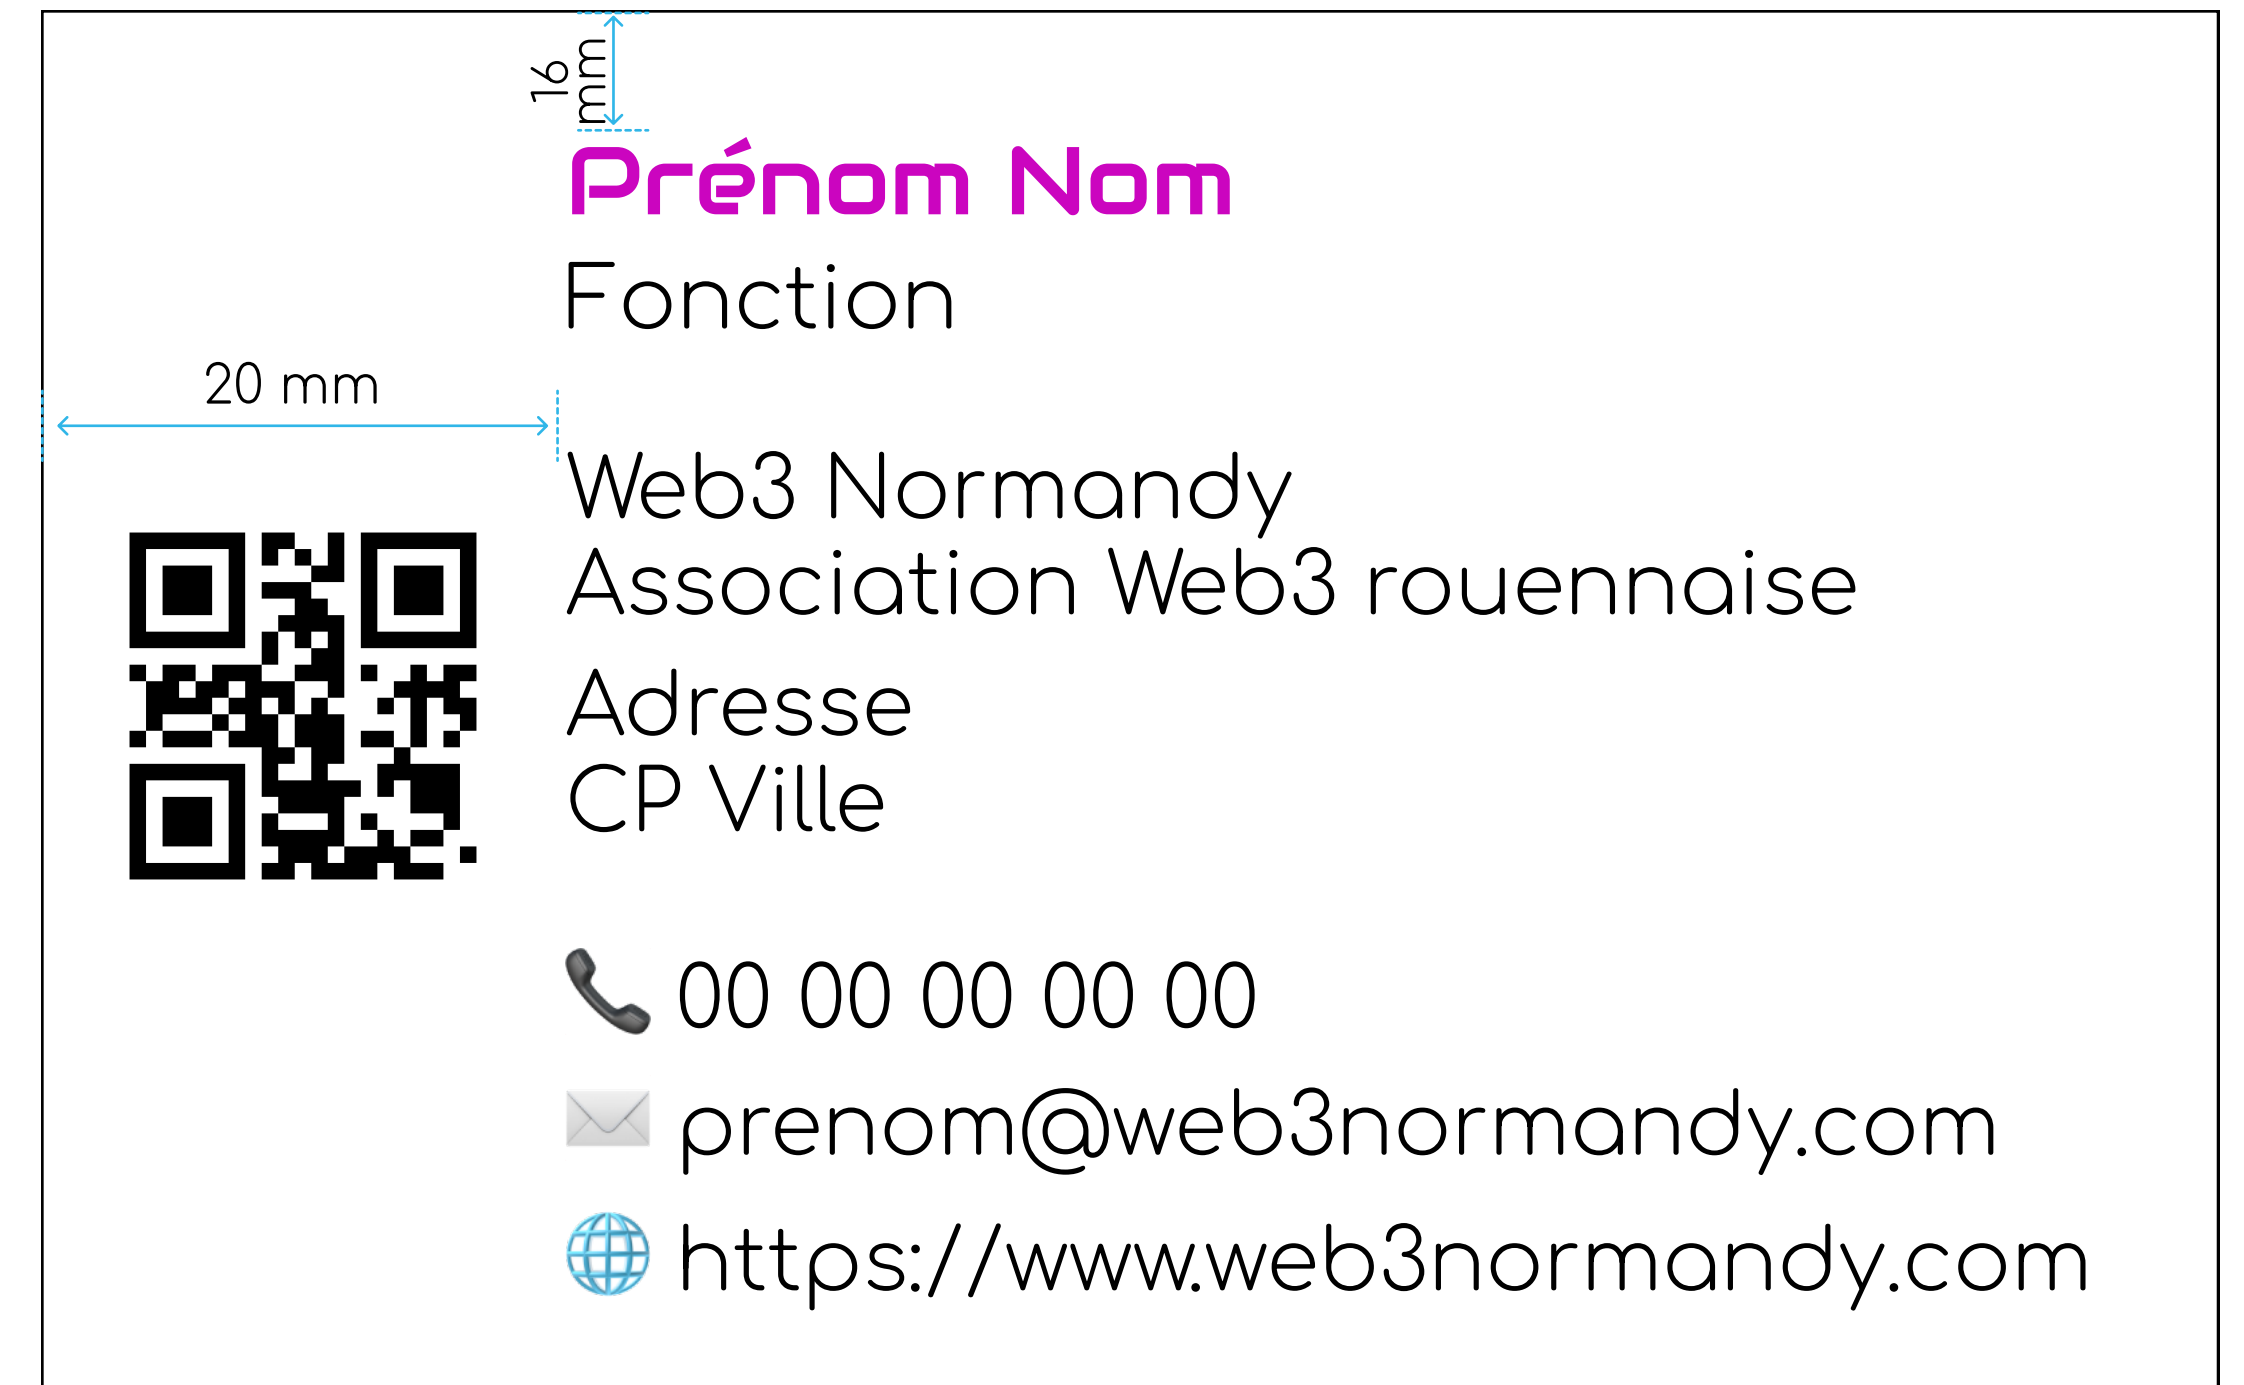 16
mm
Prénom Nom
Fonction
20 mm
Web3 Normandy
Association Web3 rouennaise
Adresse
CP Ville
00 00 00 00 00
prenom@web3normandy.com
https://www.web3normandy.com